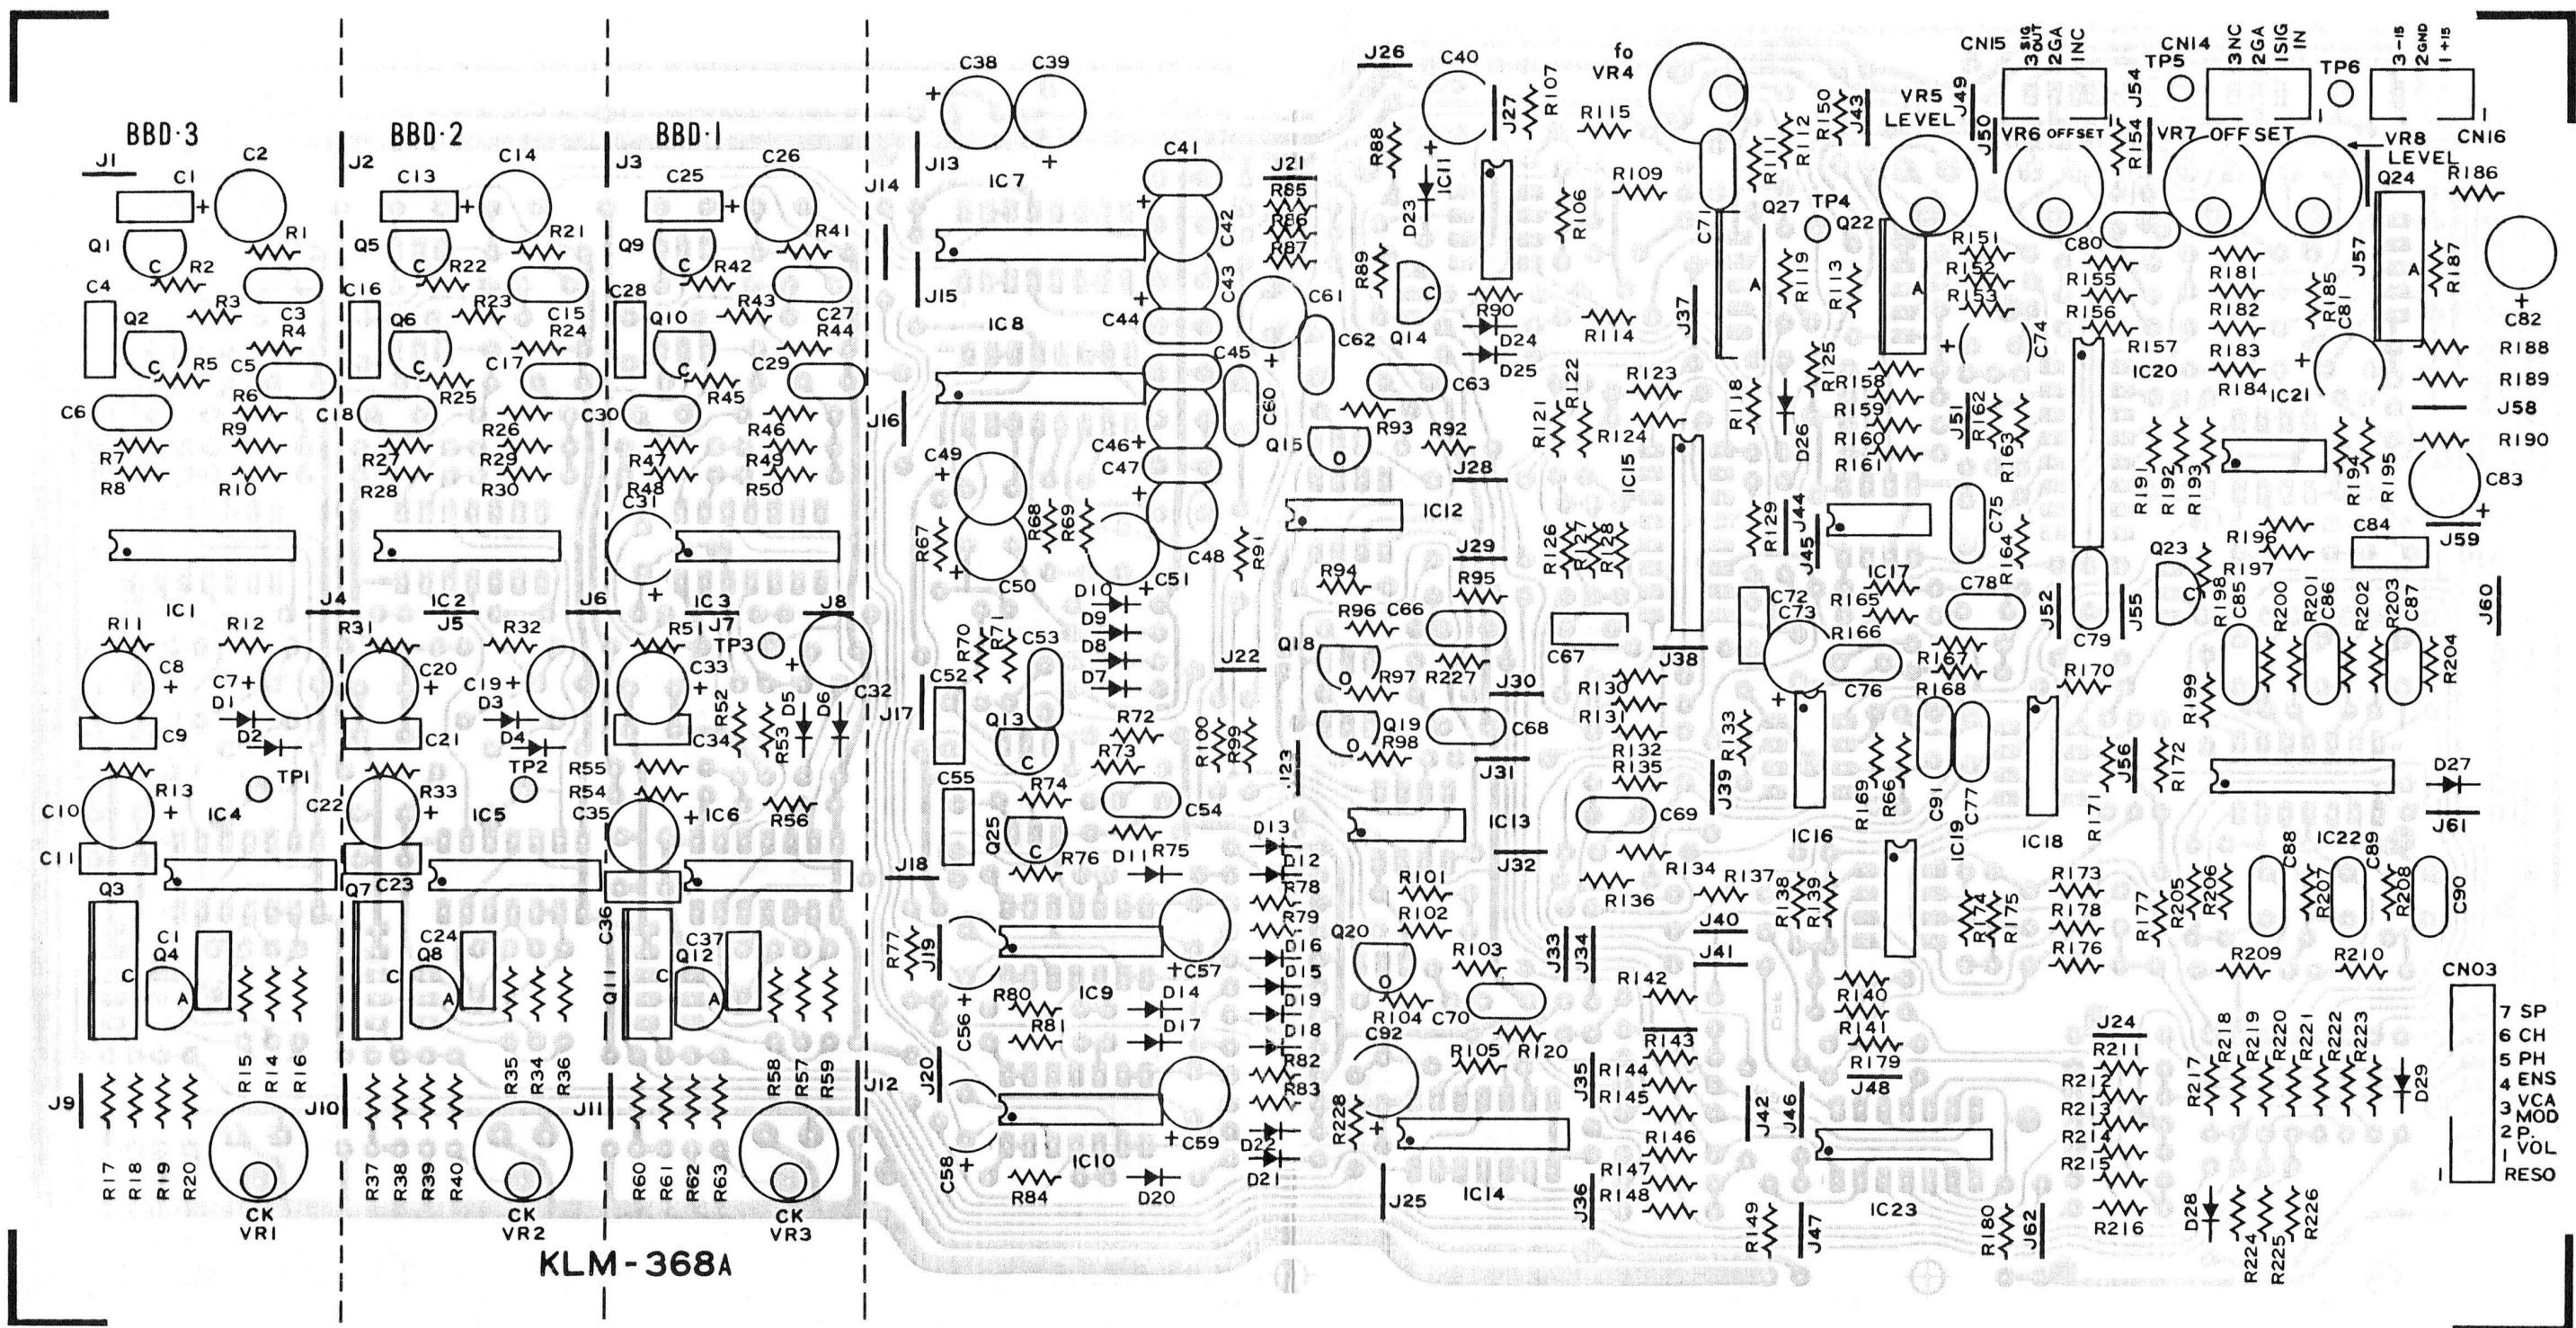 BBD·3
J1
C1
+
C2
Q1
C
R1
R2
C4
R3
C3
Q2
C
R4
R5
C5
R6
C6
R9
R7
R8
R10
IC1
J4
R11
R12
C8
+
C7
+
D1
D2
C9
TP1
R13
+
C10
IC4
C11
Q3
C
C1
Q4
A
R15
R14
R16
J9
R17
R18
R19
R20
CK
VR1
BBD·2
J2
C13
+
C14
Q5
C
R21
R22
C16
R23
C15
Q6
C
R24
C17
R25
C18
R26
R27
R29
R28
R30
IC2
J5
J6
R31
R32
C20
+
C19
+
D3
D4
C21
TP2
C22
R33
+
IC5
Q7
C23
C
C24
Q8
A
R35
R34
R36
J10
R37
R38
R39
R40
CK
VR2
BBD·1
J3
C25
+
C26
Q9
C
R41
R42
C28
R43
C27
Q10
C
R44
C29
R45
C30
R46
R47
R49
R48
R50
C31
+
IC3
J7
J8
R51
TP3
+
C33
+
C32
R52
R53
D5
D6
C34
R55
R54
C35
+
IC6
R56
C36
Q11
C
C37
Q12
A
R58
R57
R59
J11
J12
R60
R61
R62
R63
CK
VR3
KLM-368A
C38
C39
+
+
J13
J14
IC7
J15
IC8
J16
C41
+
C42
C43
+
C44
C45
C46
+
C47
+
C48
C49
+
R67
+
C50
R68
R69
C51
+
D10
D9
D8
D7
R70
R71
C53
C52
J17
Q13
C
R72
R73
R74
C55
C54
Q25
C
R75
R76
D11
J18
R77
J19
C56
+
+
C57
R80
IC9
D14
R81
D17
J20
C58
+
+
C59
IC10
R84
D20
J21
R85
R86
R87
C61
+
C62
C60
R91
J22
R100
R99
J23
D13
D12
R78
R79
D16
D15
D19
D18
R82
R83
D22
D21
J26
C40
+
R88
D23
IC11
J27
R107
R89
C
Q14
R90
D24
D25
C63
R93
R92
Q15
O
J28
IC12
J29
R94
R95
R96
C66
Q18
O
R97
R227
J30
Q19
O
R98
C68
J31
IC13
J32
R101
R102
Q20
O
R103
R104
C70
C92
+
R105
R120
R228
J25
IC14
fo
VR4
R115
R109
R106
C71
R111
R112
R150
J43
Q27
TP4
A
R119
R113
J37
R114
R122
R121
R123
R124
IC15
R118
D26
R125
R126
R127
R128
R129
J44
J45
C67
J38
C72
C73
+
R130
R131
R132
R135
J39
R133
C69
IC16
R134
R136
R137
R138
R139
J33
J34
J40
J41
R142
R143
R144
R145
J35
R146
R147
R148
J36
J42
J46
R149
J47
VR5
LEVEL
J49
J50
Q22
A
R151
R152
R153
+
C74
R158
R159
R160
R161
J51
R162
R163
C75
R164
IC17
R165
C78
R166
C76
R167
R168
R169
R66
C91
C77
IC19
IC18
R174
R175
R140
R141
R179
J48
IC23
R180
J62
CN15
3SIG OUT
2GA
1NC
J54
VR6 OFFSET
R154
C80
R155
R156
R157
IC20
J52
C79
J55
R170
R171
J56
R172
R173
R178
R176
R177
J24
R211
R212
R213
R214
R215
R216
CN14
3NC
2GA
1SIG IN
1
TP5
TP6
VR7 OFFSET
R181
R182
R183
R184
R185
C81
+
IC21
R191
R192
R193
R194
R195
R196
R197
Q23
C
R198
R199
C85
R200
R201
C86
R202
R203
C87
R204
IC22
R205
R206
C88
R207
C89
R208
C90
R209
R210
R217
R218
R219
R220
R221
R222
R223
D29
D28
R224
R225
R226
3-15
2GND
1+15
1
CN16
VR8
LEVEL
Q24
A
J57
R186
R187
+
C82
R188
R189
J58
R190
C83
+
C84
J59
J60
D27
J61
CN03
7 SP
6 CH
5 PH
4 ENS
3 VCA MOD
2 P. VOL
1 RESO
1